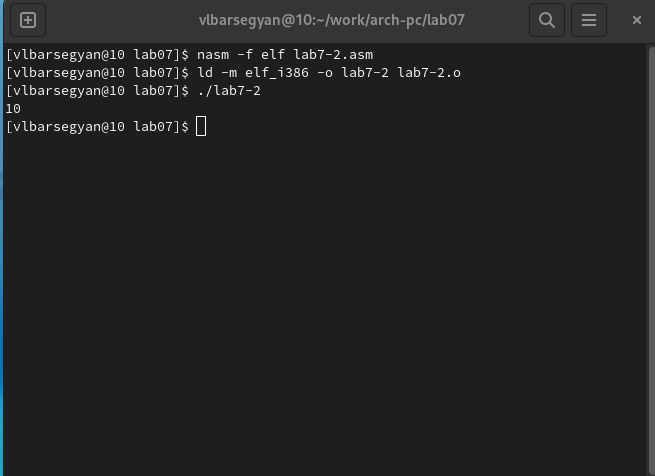 vlbarsegyan@10:~/work/arch-pc/lab07
[vlbarsegyan@10 lab07]$ nasm -f elf lab7-2.asm
[vlbarsegyan@10 lab07]$ ld -m elf_i386 -o lab7-2 lab7-2.o
[vlbarsegyan@10 lab07]$ ./lab7-2
10
[vlbarsegyan@10 lab07]$